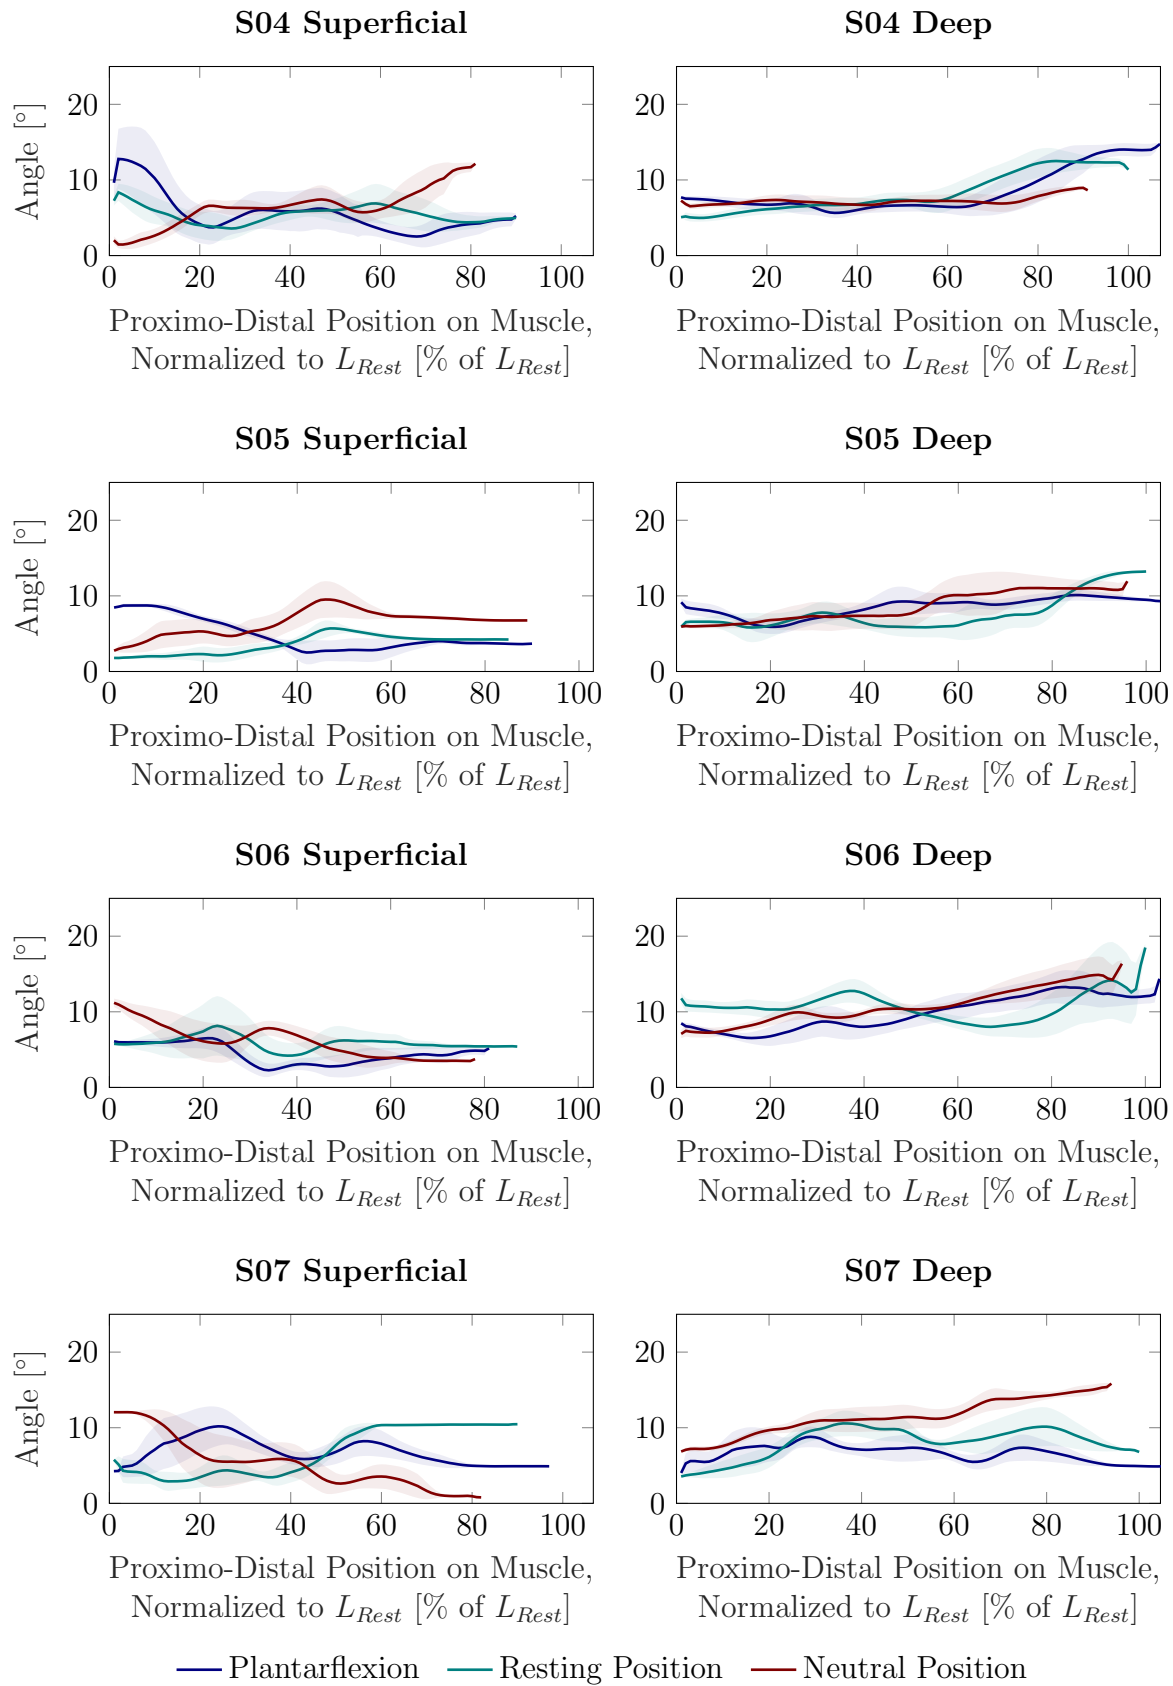 S04 Superficial
S04 Deep
Angle [°]
20
10
0
0 20 40 60 80 100
Proximo-Distal Position on Muscle,
Normalized to L_Rest [% of L_Rest]
20
10
0
0 20 40 60 80 100
Proximo-Distal Position on Muscle,
Normalized to L_Rest [% of L_Rest]
S05 Superficial
S05 Deep
Angle [°]
20
10
0
0 20 40 60 80 100
Proximo-Distal Position on Muscle,
Normalized to L_Rest [% of L_Rest]
20
10
0
0 20 40 60 80 100
Proximo-Distal Position on Muscle,
Normalized to L_Rest [% of L_Rest]
S06 Superficial
S06 Deep
Angle [°]
20
10
0
0 20 40 60 80 100
Proximo-Distal Position on Muscle,
Normalized to L_Rest [% of L_Rest]
20
10
0
0 20 40 60 80 100
Proximo-Distal Position on Muscle,
Normalized to L_Rest [% of L_Rest]
S07 Superficial
S07 Deep
Angle [°]
20
10
0
0 20 40 60 80 100
Proximo-Distal Position on Muscle,
Normalized to L_Rest [% of L_Rest]
20
10
0
0 20 40 60 80 100
Proximo-Distal Position on Muscle,
Normalized to L_Rest [% of L_Rest]
Plantarflexion Resting Position Neutral Position